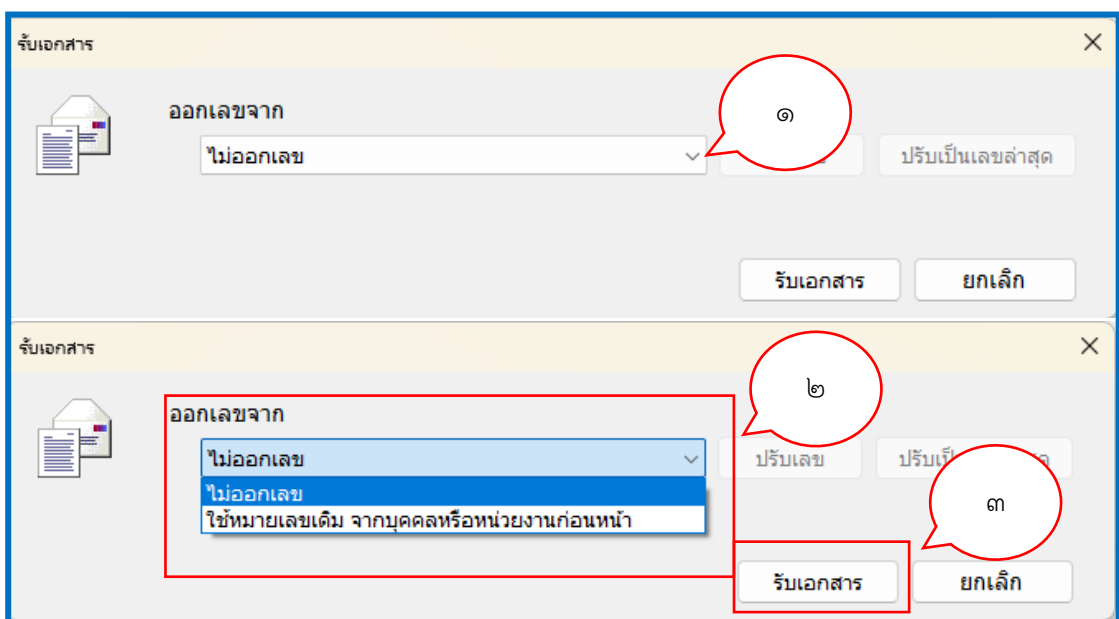 รับเอกสาร
ออกเลขจาก
๑
ไม่ออกเลข
ปรับเป็นเลขล่าสุด
รับเอกสาร
ยกเลิก
รับเอกสาร
๒
ออกเลขจาก
ไม่ออกเลข
ปรับเลข
ไม่ออกเลข
ใช้หมายเลขเดิม จากบุคคลหรือหน่วยงานก่อนหน้า
๓
รับเอกสาร
ยกเลิก